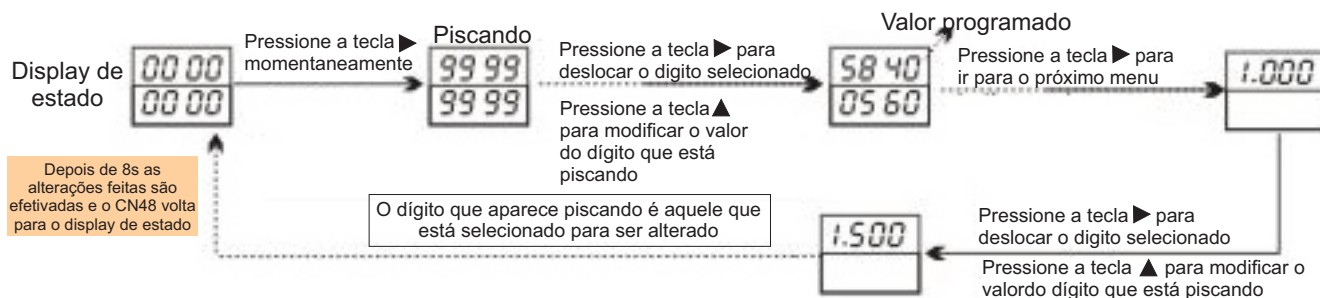 Display de
estado
00 00
00 00
Pressione a tecla ▶
momentaneamente
Piscando
99 99
99 99
Pressione a tecla ▶ para
deslocar o digito selecionado
Pressione a tecla ▲
para modificar o valor
do dígito que está
piscando
Valor programado
58 40
05 60
Pressione a tecla ▶ para
ir para o próximo menu
1.000
Pressione a tecla ▶ para
deslocar o digito selecionado
Pressione a tecla ▲ para modificar o
valordo dígito que está piscando
1.500
O dígito que aparece piscando é aquele que
está selecionado para ser alterado
Depois de 8s as
alterações feitas são
efetivadas e o CN48 volta
para o display de estado